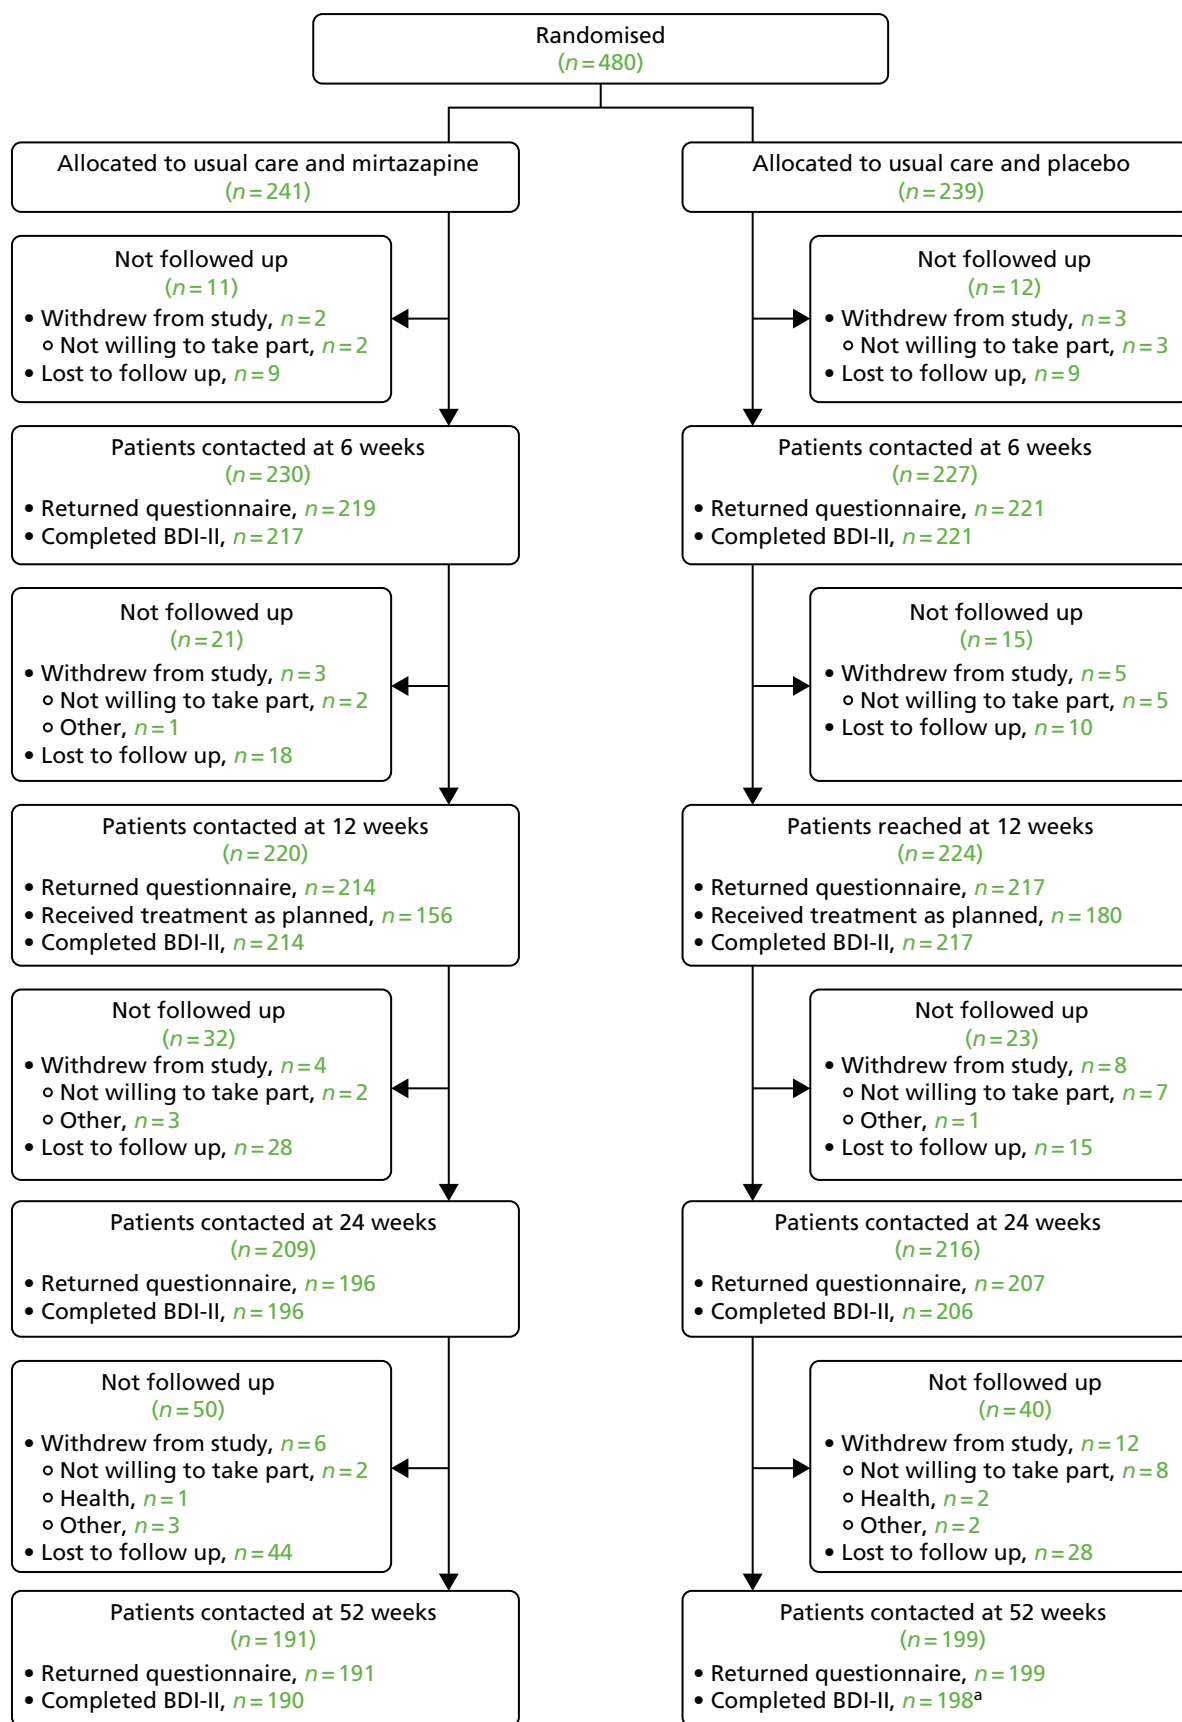 Randomised
(n=480)
Allocated to usual care and mirtazapine
(n=241)
Allocated to usual care and placebo
(n=239)
Not followed up
(n=11)
• Withdrew from study, n=2
Not willing to take part, n=2
• Lost to follow up, n=9
Not followed up
(n=12)
• Withdrew from study, n=3
Not willing to take part, n=3
• Lost to follow up, n=9
Patients contacted at 6 weeks
(n=230)
• Returned questionnaire, n=219
• Completed BDI-II, n=217
Patients contacted at 6 weeks
(n=227)
• Returned questionnaire, n=221
• Completed BDI-II, n=221
Not followed up
(n=21)
• Withdrew from study, n=3
Not willing to take part, n=2
Other, n=1
• Lost to follow up, n=18
Not followed up
(n=15)
• Withdrew from study, n=5
Not willing to take part, n=5
• Lost to follow up, n=10
Patients contacted at 12 weeks
(n=220)
• Returned questionnaire, n=214
• Received treatment as planned, n=156
• Completed BDI-II, n=214
Patients reached at 12 weeks
(n=224)
• Returned questionnaire, n=217
• Received treatment as planned, n=180
• Completed BDI-II, n=217
Not followed up
(n=32)
• Withdrew from study, n=4
Not willing to take part, n=2
Other, n=3
• Lost to follow up, n=28
Not followed up
(n=23)
• Withdrew from study, n=8
Not willing to take part, n=7
Other, n=1
• Lost to follow up, n=15
Patients contacted at 24 weeks
(n=209)
• Returned questionnaire, n=196
• Completed BDI-II, n=196
Patients contacted at 24 weeks
(n=216)
• Returned questionnaire, n=207
• Completed BDI-II, n=206
Not followed up
(n=50)
• Withdrew from study, n=6
Not willing to take part, n=2
Health, n=1
Other, n=3
• Lost to follow up, n=44
Not followed up
(n=40)
• Withdrew from study, n=12
Not willing to take part, n=8
Health, n=2
Other, n=2
• Lost to follow up, n=28
Patients contacted at 52 weeks
(n=191)
• Returned questionnaire, n=191
• Completed BDI-II, n=190
Patients contacted at 52 weeks
(n=199)
• Returned questionnaire, n=199
• Completed BDI-II, n=198ᵃ